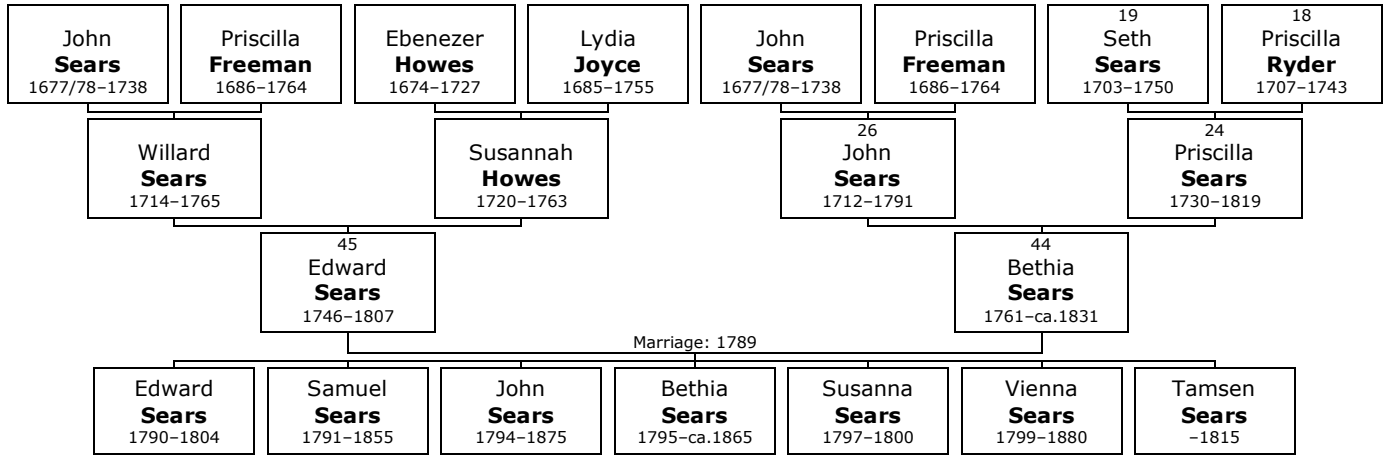 John
Sears
1677/78–1738
Priscilla
Freeman
1686–1764
Ebenezer
Howes
1674–1727
Lydia
Joyce
1685–1755
John
Sears
1677/78–1738
Priscilla
Freeman
1686–1764
19
Seth
Sears
1703–1750
18
Priscilla
Ryder
1707–1743
Willard
Sears
1714–1765
Susannah
Howes
1720–1763
26
John
Sears
1712–1791
24
Priscilla
Sears
1730–1819
45
Edward
Sears
1746–1807
44
Bethia
Sears
1761–ca.1831
Marriage: 1789
Edward
Sears
1790–1804
Samuel
Sears
1791–1855
John
Sears
1794–1875
Bethia
Sears
1795–ca.1865
Susanna
Sears
1797–1800
Vienna
Sears
1799–1880
Tamsen
Sears
–1815